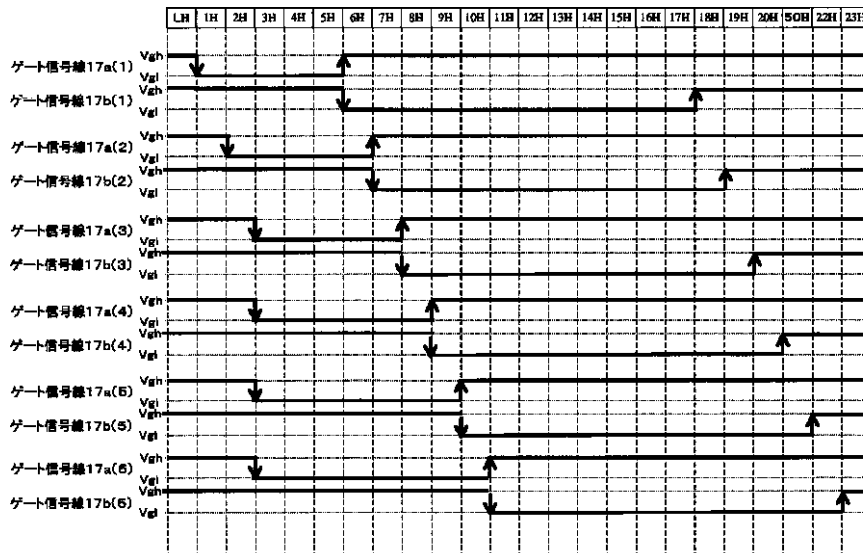 1H 1H 2H 3H 4H 5H 6H 7H 8H 9H 10H 11H 12H 13H 14H 15H 16H 17H 18H 19H 20H 5OH 22H 23H
Vgh
ゲート信号線17a(1)
Vgl
Vgh
ゲート信号線17b(1)
Vgl
Vgh
ゲート信号線17a(2)
Vgl
Vgh
ゲート信号線17b(2)
Vgl
Vgh
ゲート信号線17a(3)
Vgl
Vgh
ゲート信号線17b(3)
Vgl
Vgh
ゲート信号線17a(4)
Vgl
Vgh
ゲート信号線17b(4)
Vgl
Vgh
ゲート信号線17a(5)
Vgl
Vgh
ゲート信号線17b(5)
Vgl
Vgh
ゲート信号線17a(6)
Vgl
Vgh
ゲート信号線17b(5)
Vgl